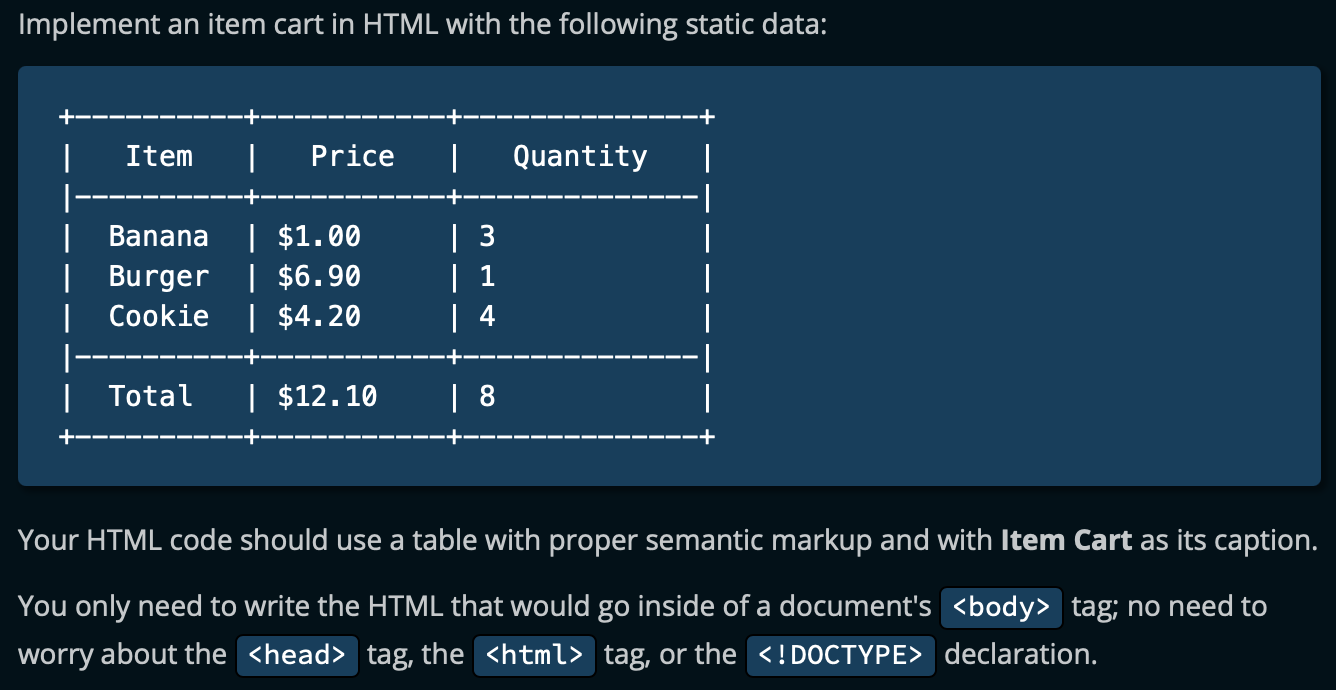 Implement an item cart in HTML with the following static data:
+----------+-----------+--------------+
|   Item   |   Price   |   Quantity   |
|----------+-----------+--------------|
|  Banana  | $1.00     | 3            |
|  Burger  | $6.90     | 1            |
|  Cookie  | $4.20     | 4            |
|----------+-----------+--------------|
|  Total   | $12.10    | 8            |
+----------+-----------+--------------+
Your HTML code should use a table with proper semantic markup and with Item Cart as its caption.
You only need to write the HTML that would go inside of a document's <body> tag; no need to
worry about the <head> tag, the <html> tag, or the <!DOCTYPE> declaration.